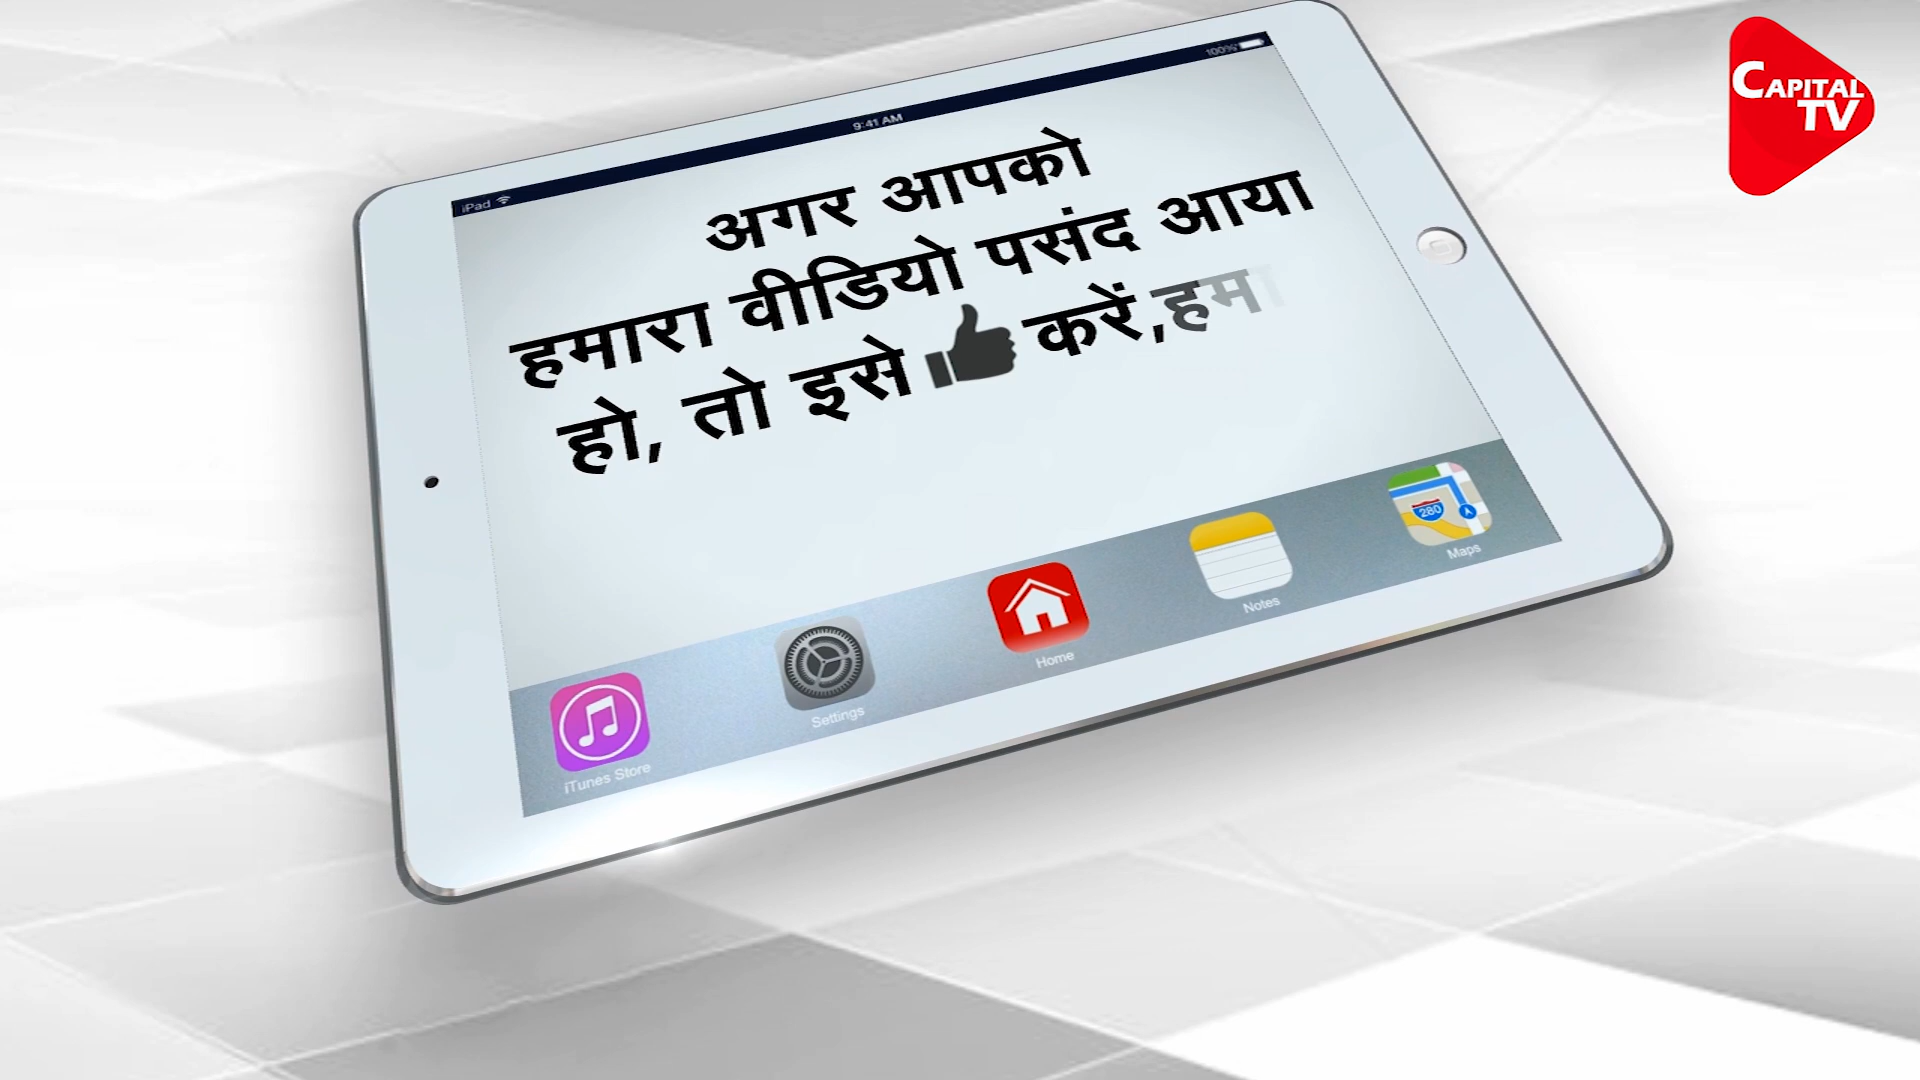 iPad
9:41 AM
100%
CAPITAL
TV
अगर आपको
हमारा वीडियो पसंद आया
हो, तो इसे करें,हमा
iTunes Store
Settings
Home
Notes
280
Maps